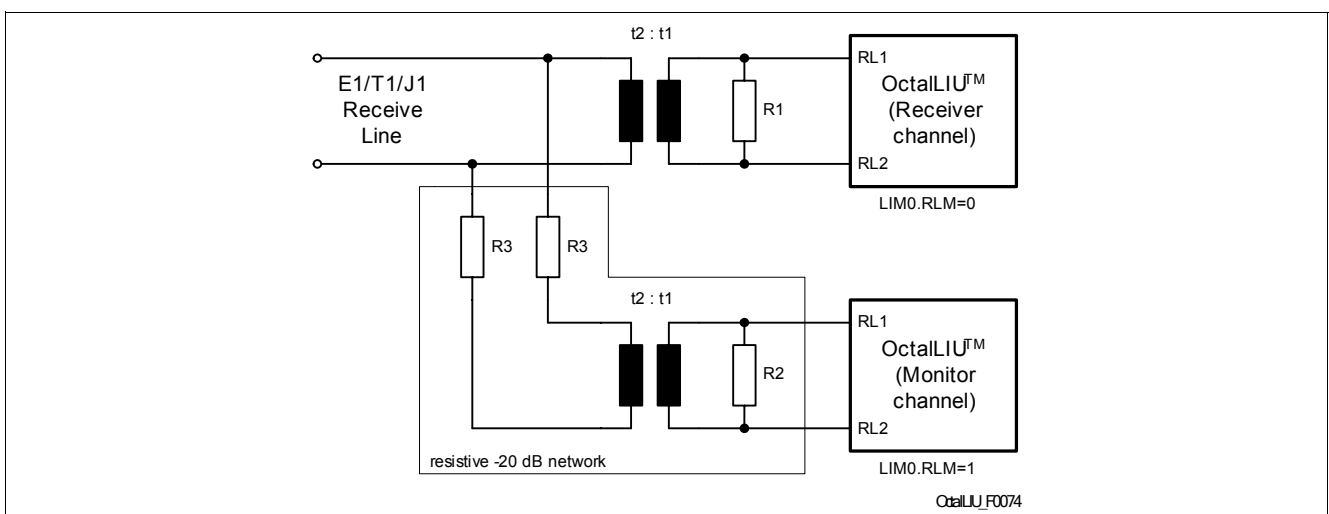 t2 : t1
E1/T1/J1
Receive
Line
R1
RL1
OctalLIU™
(Receiver
channel)
RL2
LIM0.RLM=0
R3
R3
t2 : t1
R2
RL1
OctalLIU™
(Monitor
channel)
RL2
resistive -20 dB network
LIM0.RLM=1
OctalLIU_F0074